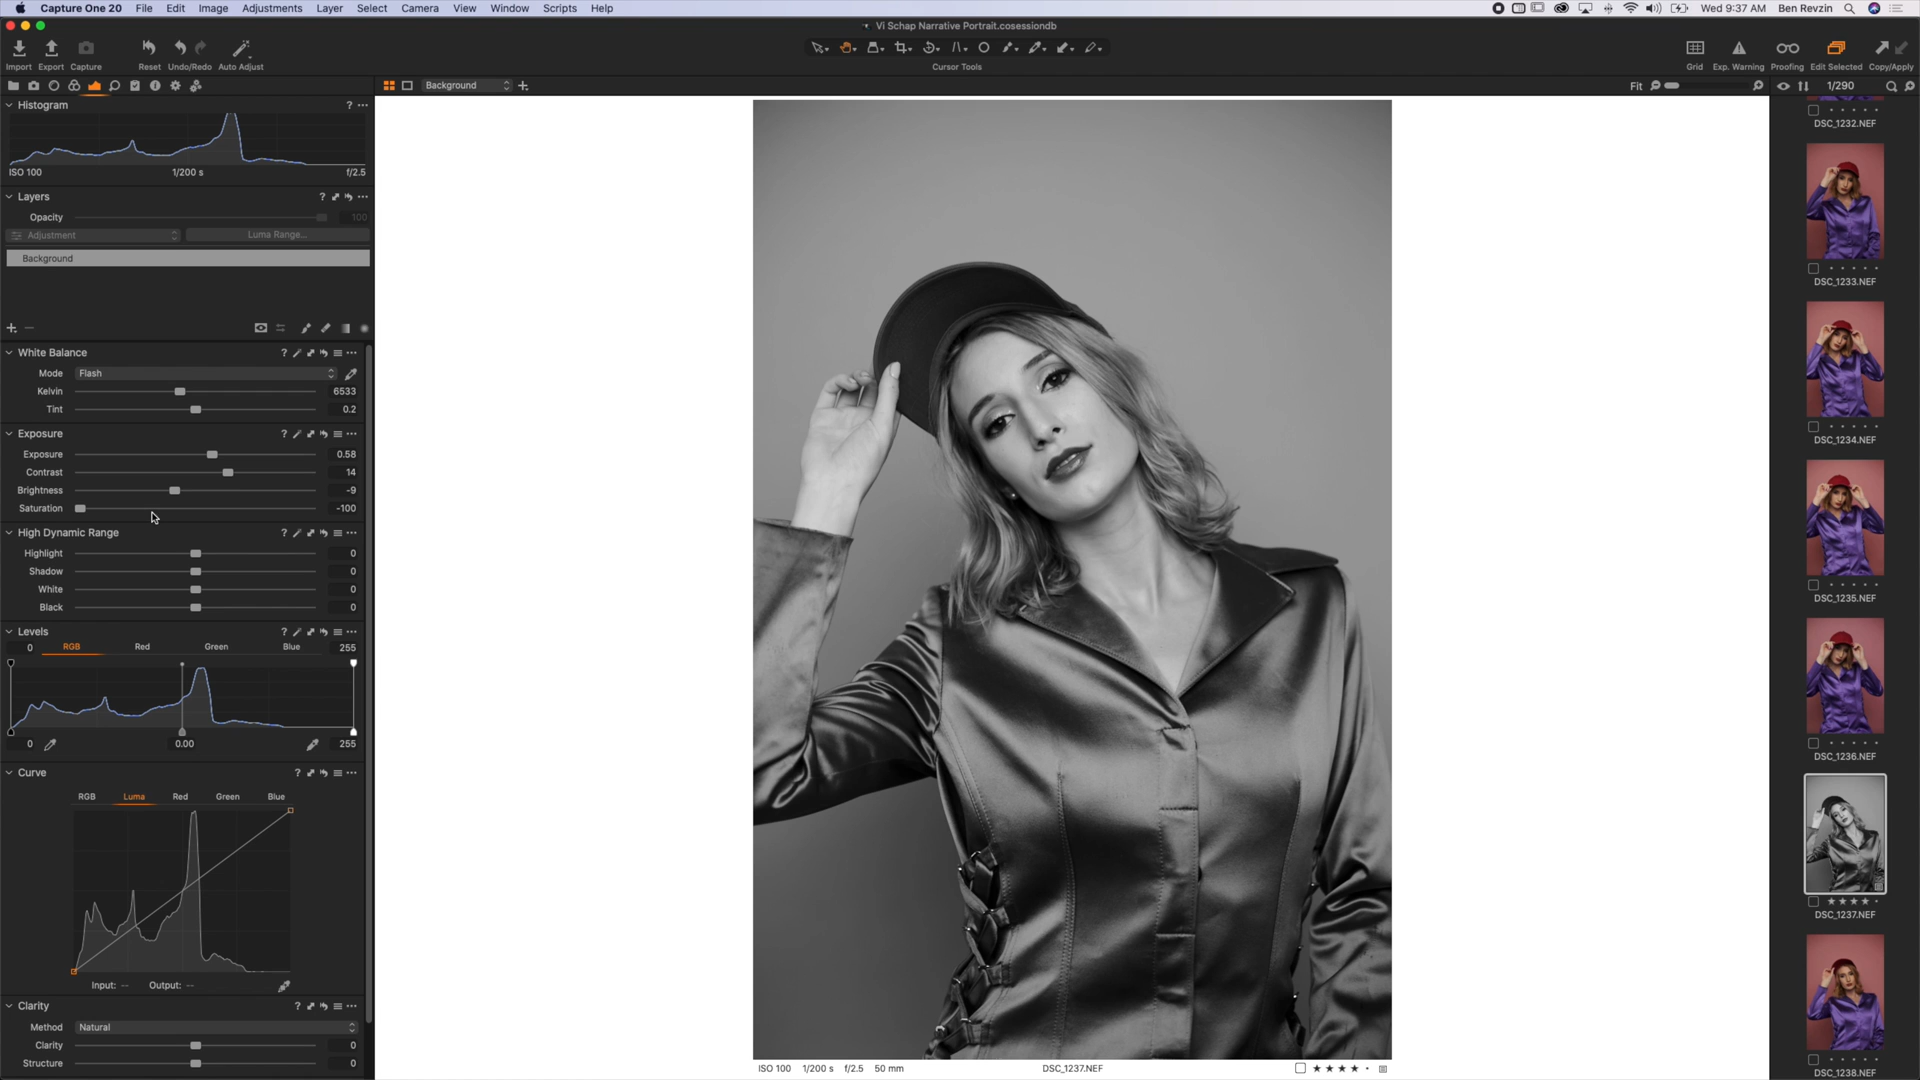 Capture One 20 File Edit Image Adjustments Layer Select Camera View Window Scripts Help Wed 9:37 AM Ben Revzin
Vi Schap Narrative Portrait.cosessiondb
Import Export Capture Reset Undo/Redo Auto Adjust Cursor Tools Grid Exp. Warning Proofing Edit Selected Copy/Apply
Background Fit 1/290
Histogram
ISO 100 1/200 s f/2.5
Layers
Opacity 100
Adjustment Luma Range...
Background
White Balance
Mode Flash
Kelvin 6533
Tint 0.2
Exposure
Exposure 0.58
Contrast 14
Brightness -9
Saturation -100
High Dynamic Range
Highlight 0
Shadow 0
White 0
Black 0
Levels
0 RGB Red Green Blue 255
0 0.00 255
Curve
RGB Luma Red Green Blue
Input: -- Output: --
Clarity
Method Natural
Clarity 0
Structure 0
ISO 100 1/200 s f/2.5 50 mm DSC_1237.NEF
DSC_1232.NEF
DSC_1233.NEF
DSC_1234.NEF
DSC_1235.NEF
DSC_1236.NEF
DSC_1237.NEF
DSC_1238.NEF